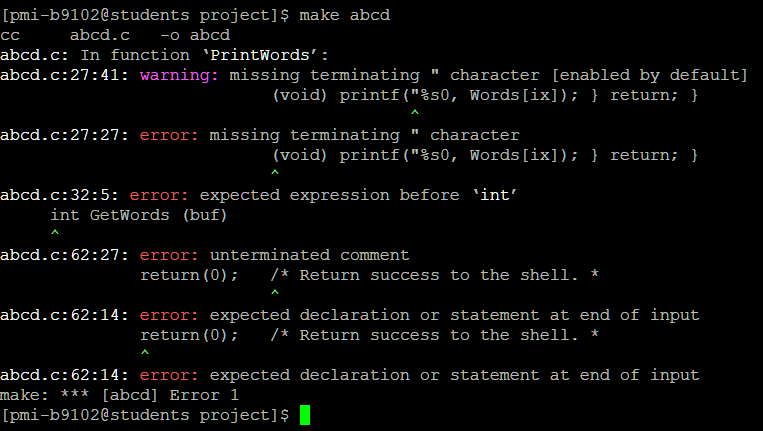 [pmi-b9102@students project]$ make abcd
cc     abcd.c   -o abcd
abcd.c: In function ‘PrintWords’:
abcd.c:27:41: warning: missing terminating " character [enabled by default]
                           (void) printf("%s0, Words[ix]); } return; }
                                         ^
abcd.c:27:27: error: missing terminating " character
                           (void) printf("%s0, Words[ix]); } return; }
                           ^
abcd.c:32:5: error: expected expression before ‘int’
     int GetWords (buf)
     ^
abcd.c:62:27: error: unterminated comment
              return(0);   /* Return success to the shell. *
                           ^
abcd.c:62:14: error: expected declaration or statement at end of input
              return(0);   /* Return success to the shell. *
              ^
abcd.c:62:14: error: expected declaration or statement at end of input
make: *** [abcd] Error 1
[pmi-b9102@students project]$